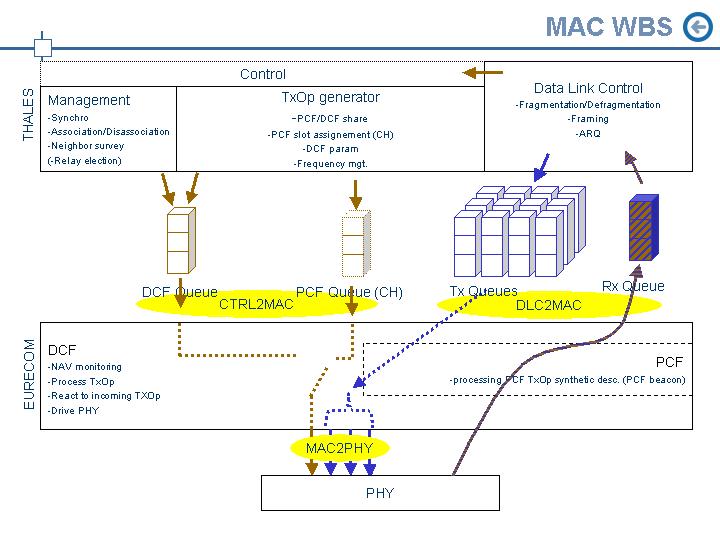 MAC WBS
THALES
Control
Management
-Synchro
-Association/Disassociation
-Neighbor survey
(-Relay election)
TxOp generator
-PCF/DCF share
-PCF slot assignement (CH)
-DCF param
-Frequency mgt.
Data Link Control
-Fragmentation/Defragmentation
-Framing
-ARQ
DCF Queue
CTRL2MAC
PCF Queue (CH)
Tx Queues
DLC2MAC
Rx Queue
EURECOM
DCF
-NAV monitoring
-Process TxOp
-React to incoming TXOp
-Drive PHY
PCF
-processing PCF TxOp synthetic desc. (PCF beacon)
MAC2PHY
PHY